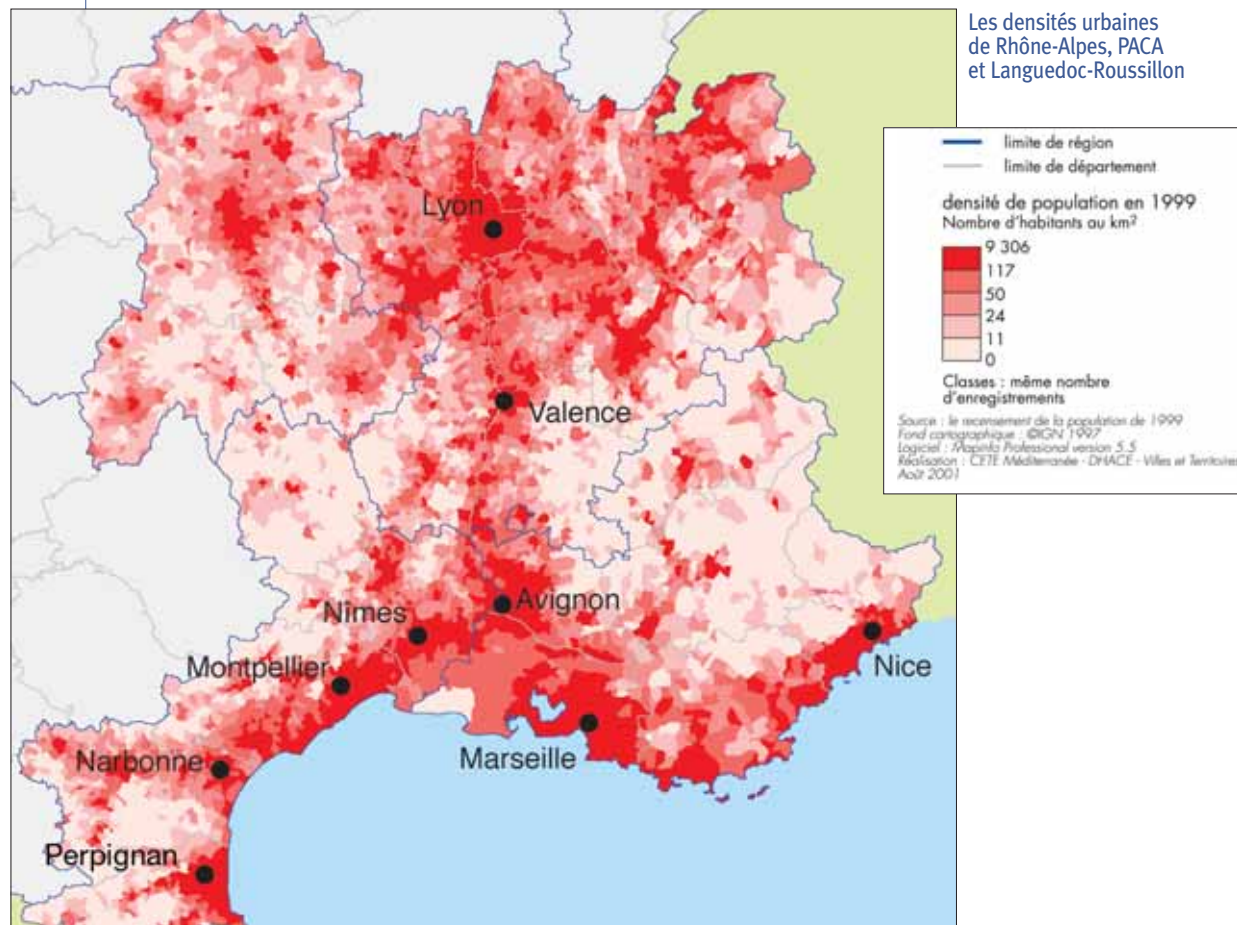 Les densités urbaines
de Rhône-Alpes, PACA
et Languedoc-Roussillon
limite de région
limite de département
densité de population en 1999
Nombre d'habitants au km²
9 306
117
50
24
11
0
Classes : même nombre
d'enregistrements
Source : le recensement de la population de 1999
Fond cartographique : ©IGN 1997
Logiciel : Mapinfo Professional version 5.5
Réalisation : CETE Méditerranée - DHACE - Villes et Territoires
Août 2001
Lyon
Valence
Avignon
Nîmes
Nice
Montpellier
Marseille
Narbonne
Perpignan